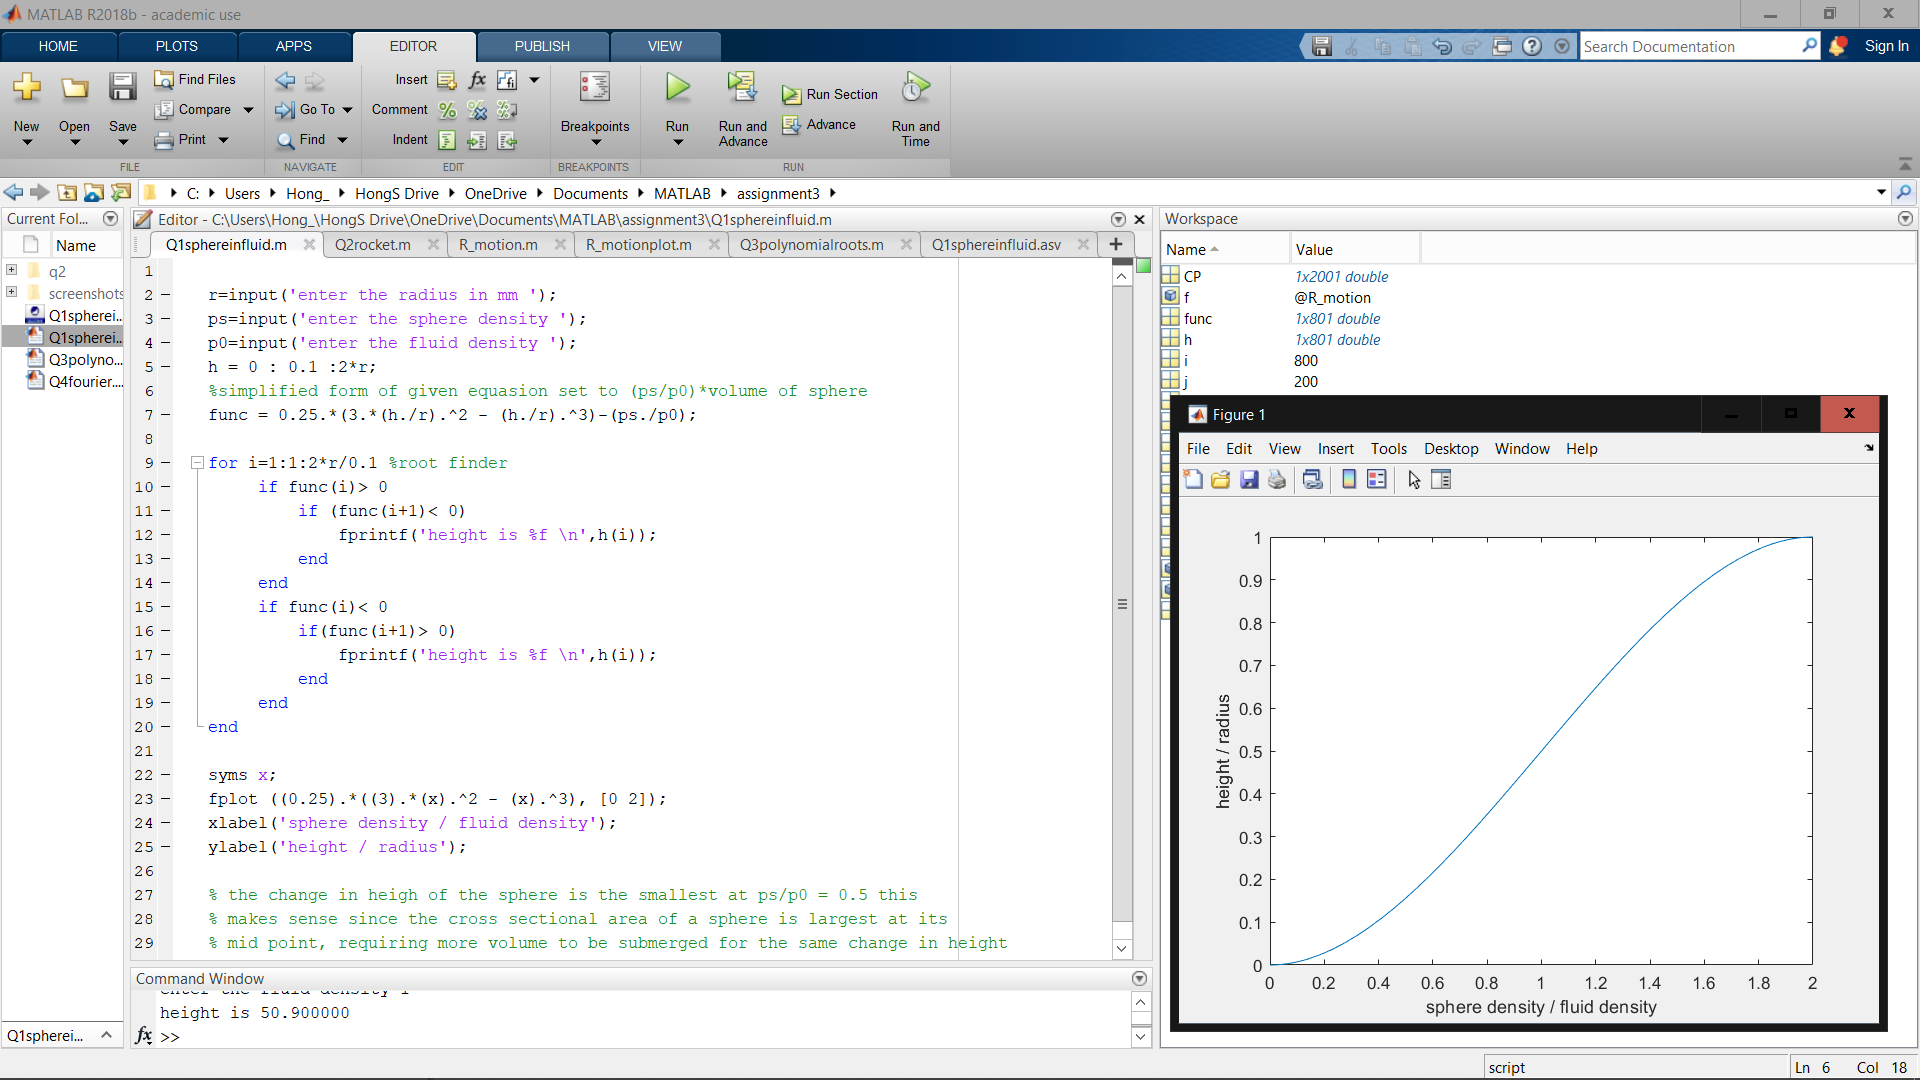 MATLAB R2018b - academic use
HOME PLOTS APPS EDITOR PUBLISH VIEW
Search Documentation
Sign In
New Open Save
Find Files
Compare
Print
Go To
Find
Insert
Comment
Indent
fx
Breakpoints
Run
Run and Advance
Run Section
Advance
Run and Time
FILE NAVIGATE EDIT BREAKPOINTS RUN
C: Users Hong_ HongS Drive OneDrive Documents MATLAB assignment3
Current Fol...
Name
q2
screenshots
Q1spherei...
Q1spherei...
Q3polyno...
Q4fourier....
Q1spherei...
Editor - C:\Users\Hong_\HongS Drive\OneDrive\Documents\MATLAB\assignment3\Q1sphereinfluid.m
Q1sphereinfluid.m Q2rocket.m R_motion.m R_motionplot.m Q3polynomialroots.m Q1sphereinfluid.asv
1
2 r=input('enter the radius in mm ');
3 ps=input('enter the sphere density ');
4 p0=input('enter the fluid density ');
5 h = 0 : 0.1 :2*r;
6 %simplified form of given equasion set to (ps/p0)*volume of sphere
7 func = 0.25.*(3.*(h./r).^2 - (h./r).^3)-(ps./p0);
8
9 for i=1:1:2*r/0.1 %root finder
10 if func(i)> 0
11 if (func(i+1)< 0)
12 fprintf('height is %f \n',h(i));
13 end
14 end
15 if func(i)< 0
16 if(func(i+1)> 0)
17 fprintf('height is %f \n',h(i));
18 end
19 end
20 end
21
22 syms x;
23 fplot ((0.25).*((3).*(x).^2 - (x).^3), [0 2]);
24 xlabel('sphere density / fluid density');
25 ylabel('height / radius');
26
27 % the change in heigh of the sphere is the smallest at ps/p0 = 0.5 this
28 % makes sense since the cross sectional area of a sphere is largest at its
29 % mid point, requiring more volume to be submerged for the same change in height
Command Window
enter the fluid density 1
height is 50.900000
fx >>
Workspace
Name Value
CP 1x2001 double
f @R_motion
func 1x801 double
h 1x801 double
i 800
j 200
Figure 1
File Edit View Insert Tools Desktop Window Help
1
0.9
0.8
0.7
0.6
0.5
0.4
0.3
0.2
0.1
0
height / radius
0 0.2 0.4 0.6 0.8 1 1.2 1.4 1.6 1.8 2
sphere density / fluid density
script
Ln 6 Col 18